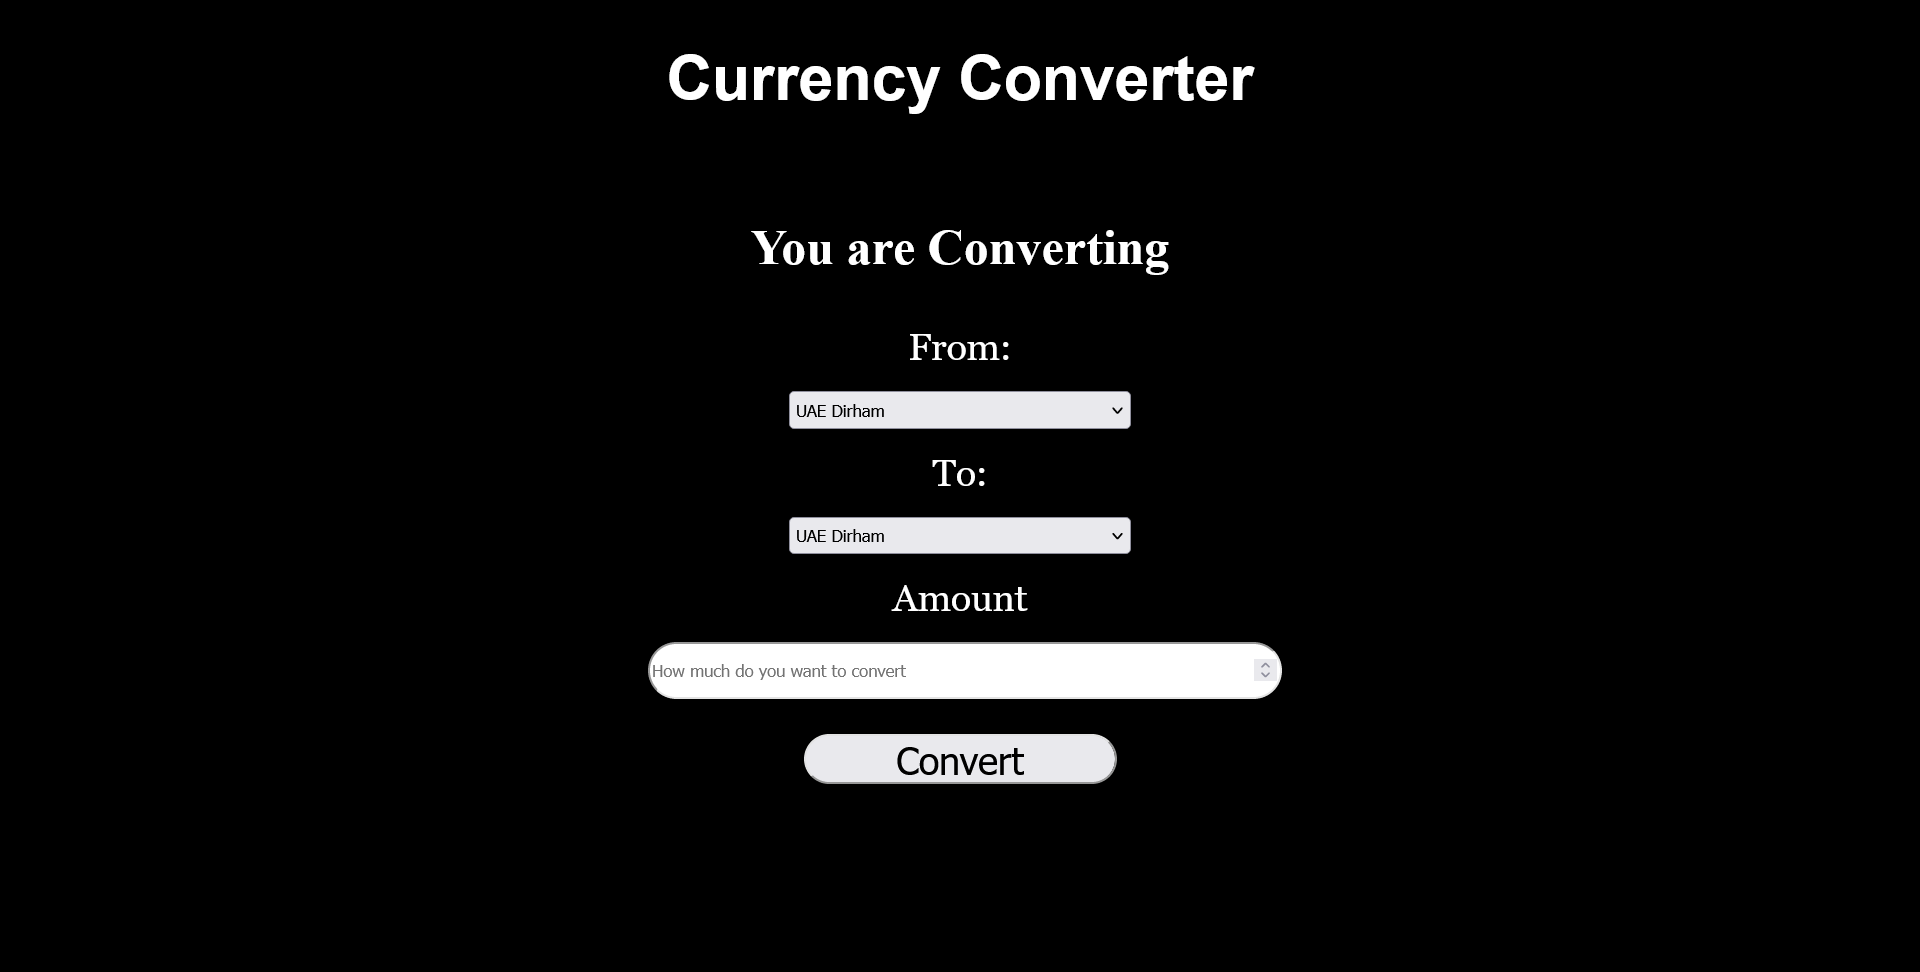 Currency Converter
You are Converting
From:
UAE Dirham
To:
UAE Dirham
Amount
How much do you want to convert
Convert